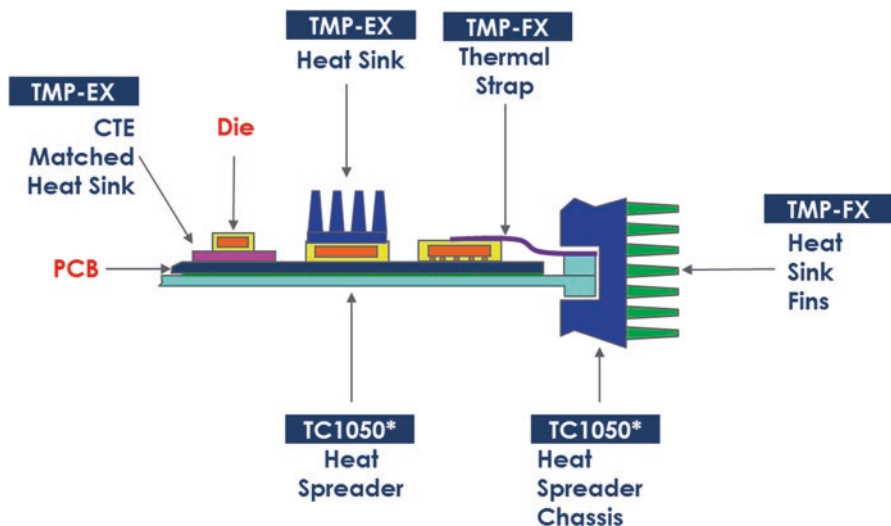 TMP-EX
Heat Sink
TMP-FX
Thermal
Strap
TMP-EX
CTE
Matched
Heat Sink
Die
PCB
TMP-FX
Heat
Sink
Fins
TC1050*
Heat
Spreader
TC1050*
Heat
Spreader
Chassis